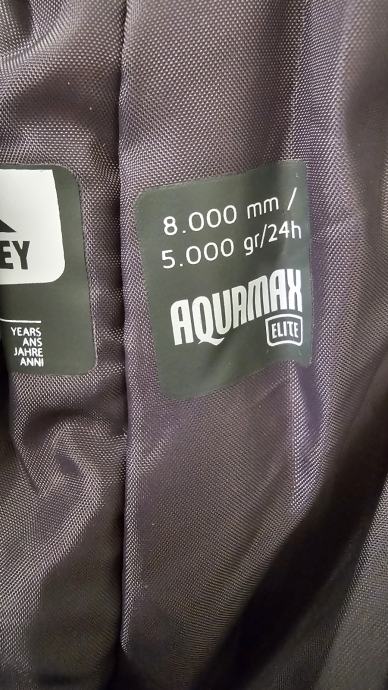 EY
YEARS
ANS
JAHRE
ANNI
8.000 mm /
5.000 gr/24h
AQUAMAX
ELITE